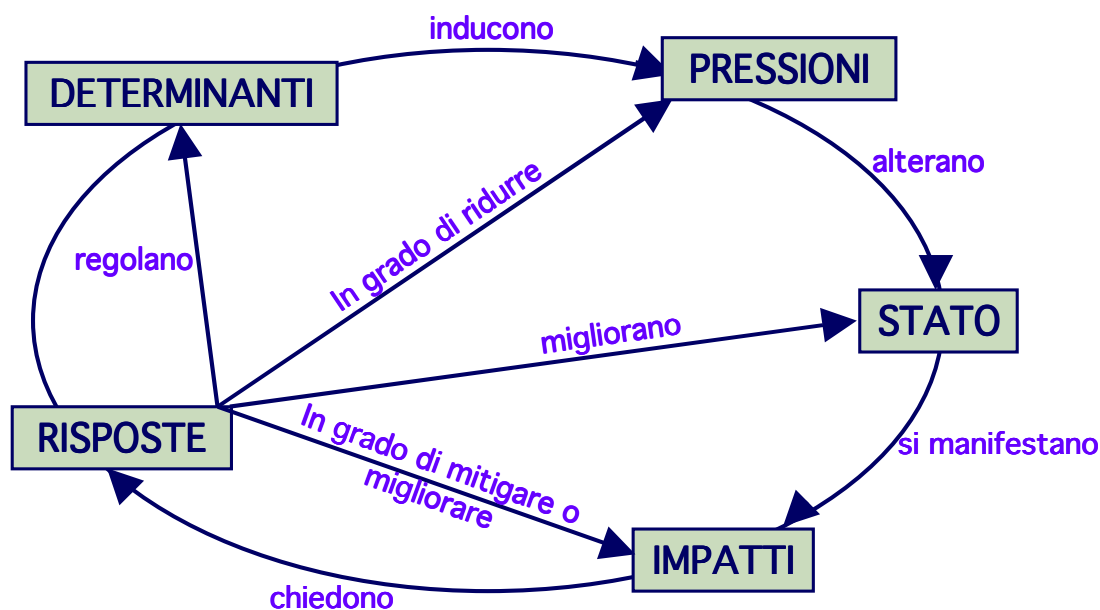 inducono
DETERMINANTI
PRESSIONI
alterano
regolano
In grado di ridurre
STATO
migliorano
RISPOSTE
In grado di mitigare o
migliorare
si manifestano
IMPATTI
chiedono